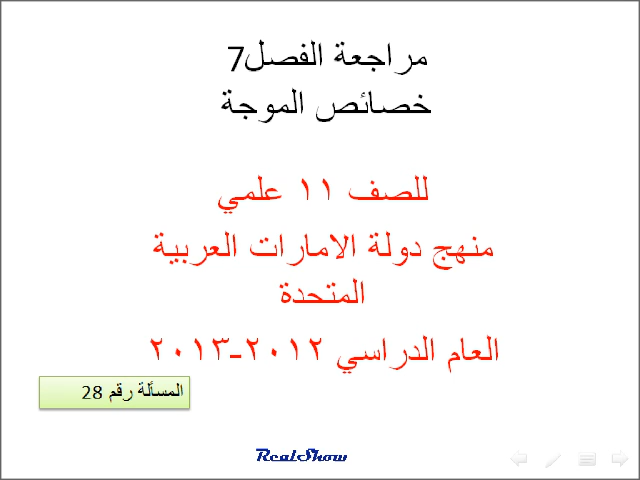 مراجعة الفصل7
خصائص الموجة
للصف ١١ علمي
منهج دولة الامارات العربية
المتحدة
العام الدراسي ٢٠١٢-٢٠١٣
المسألة رقم 28
RealShow